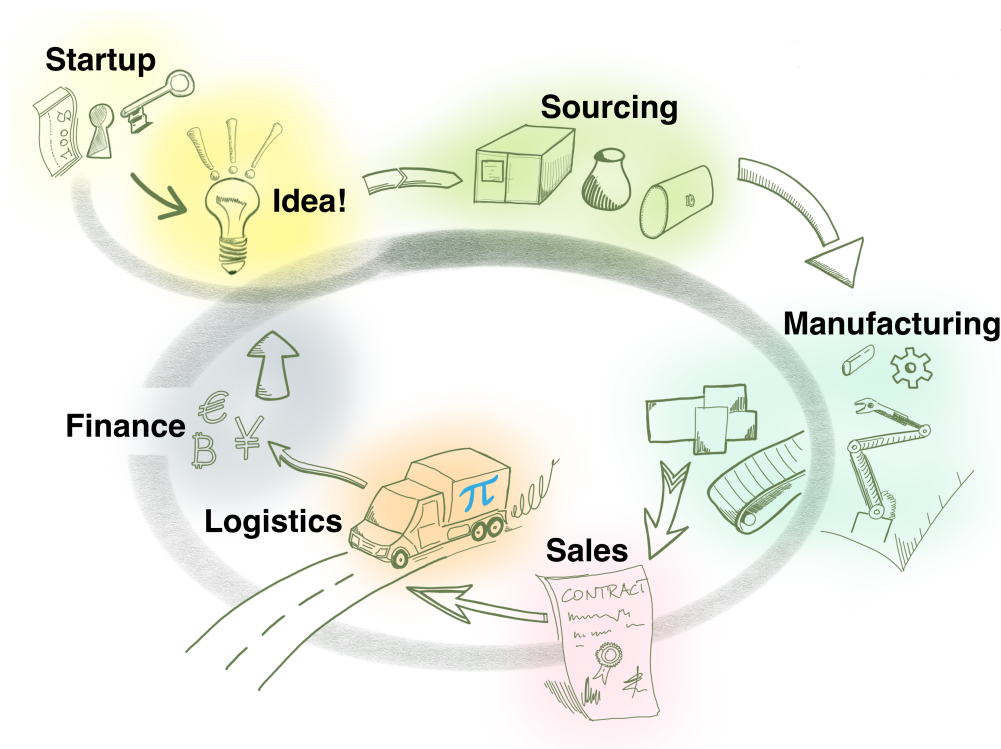 Startup
Idea!
Sourcing
Manufacturing
Finance
€
¥
B
π
Logistics
Sales
CONTRACT